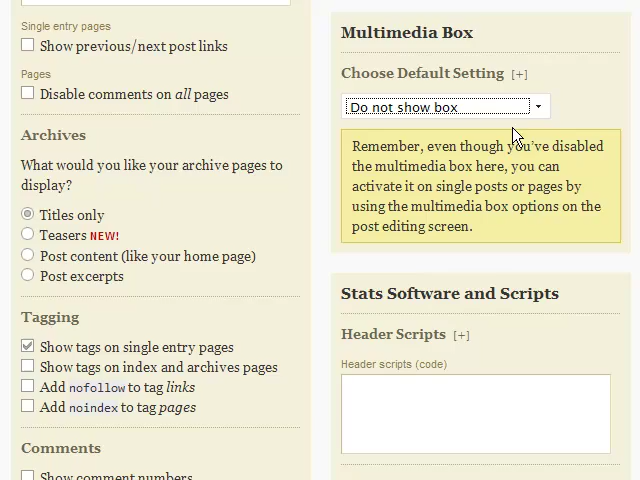 Single entry pages
Show previous/next post links
Pages
Disable comments on all pages
Archives
What would you like your archive pages to
display?
Titles only
Teasers NEW!
Post content (like your home page)
Post excerpts
Tagging
Show tags on single entry pages
Show tags on index and archives pages
Add nofollow to tag links
Add noindex to tag pages
Comments
Show comment numbers
Multimedia Box
Choose Default Setting [+]
Do not show box
Remember, even though you've disabled
the multimedia box here, you can
activate it on single posts or pages by
using the multimedia box options on the
post editing screen.
Stats Software and Scripts
Header Scripts [+]
Header scripts (code)